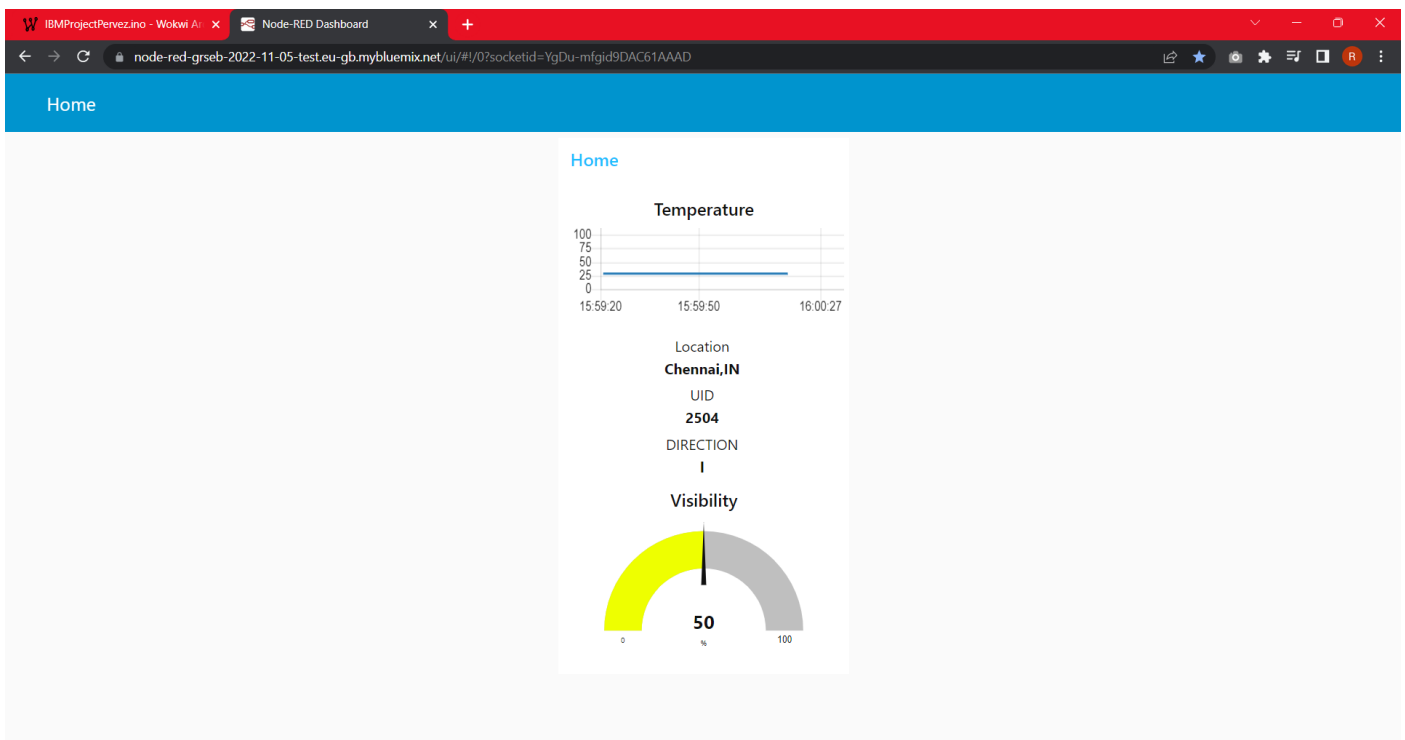 IBMProjectPervez.ino - Wokwi Ar
Node-RED Dashboard
node-red-grseb-2022-11-05-test.eu-gb.mybluemix.net/ui/#!/0?socketid=YgDu-mfgid9DAC61AAAD
R
Home
Home
Temperature
100
75
50
25
0
15:59:20 15:59:50 16:00:27
Location
Chennai,IN
UID
2504
DIRECTION
I
Visibility
50
0 % 100